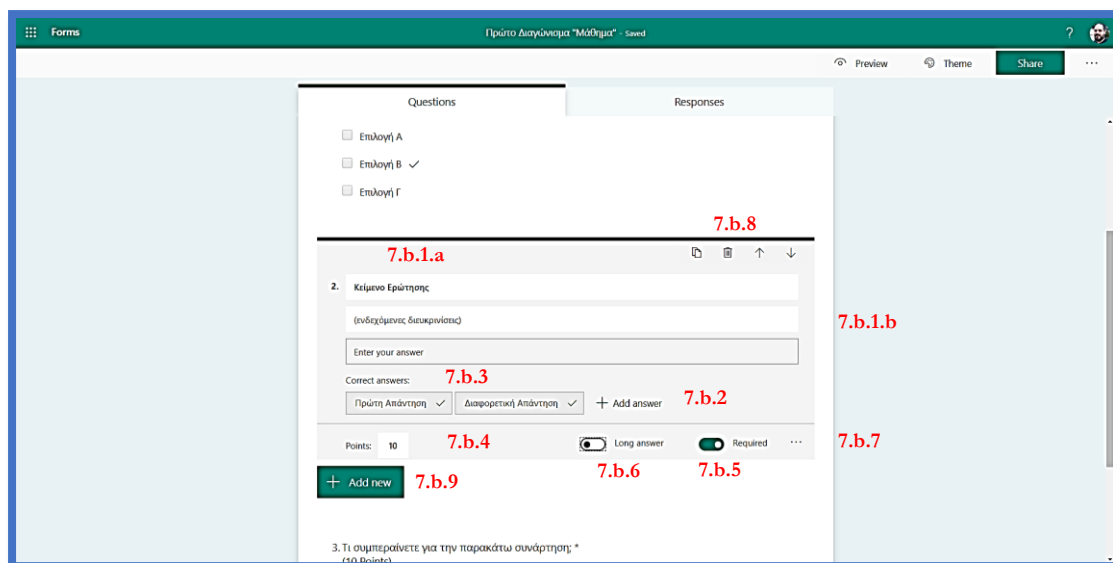 Forms
Πρώτο Διαγώνισμα "Μάθημα" - Saved
?
Preview
Theme
Share
...
Questions
Responses
Επιλογή Α
Επιλογή Β
Επιλογή Γ
7.b.8
7.b.1.a
2. Κείμενο Ερώτησης
(ενδεχόμενες διευκρινίσεις)
7.b.1.b
Enter your answer
7.b.3
Correct answers:
Πρώτη Απάντηση
Διαφορετική Απάντηση
+ Add answer
7.b.2
Points: 10
7.b.4
Long answer
Required
...
7.b.7
7.b.6
7.b.5
+ Add new
7.b.9
3. Τι συμπεραίνετε για την παρακάτω συνάρτηση; *
(10 Points)